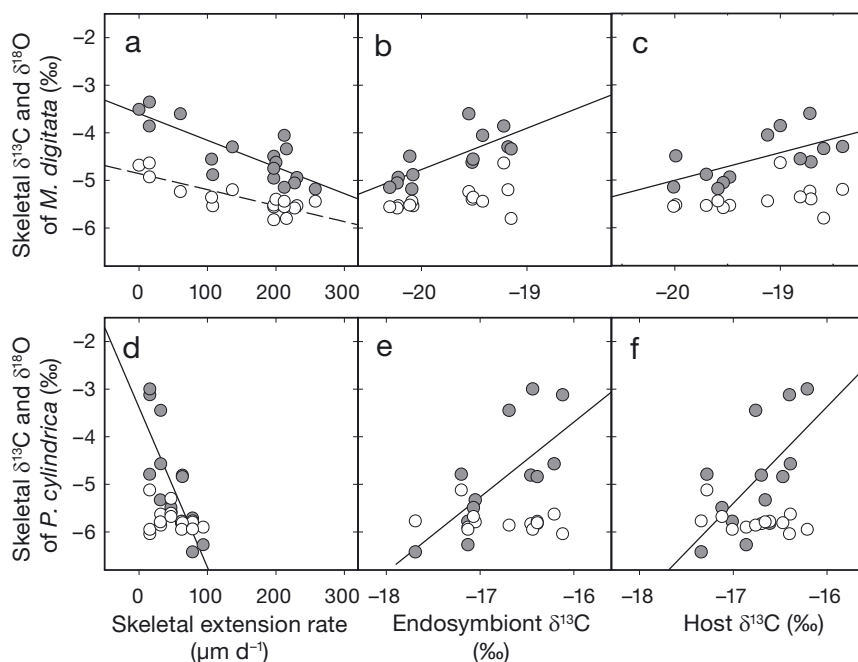 Skeletal δ13C and δ18O
of M. digitata (‰)
−2
−3
−4
−5
−6
a
b
c
0 100 200 300
−20 −19
−20 −19
Skeletal δ13C and δ18O
of P. cylindrica (‰)
−2
−3
−4
−5
−6
d
e
f
0 100 200 300
−18 −17 −16
−18 −17 −16
Skeletal extension rate
(µm d−1)
Endosymbiont δ13C
(‰)
Host δ13C (‰)